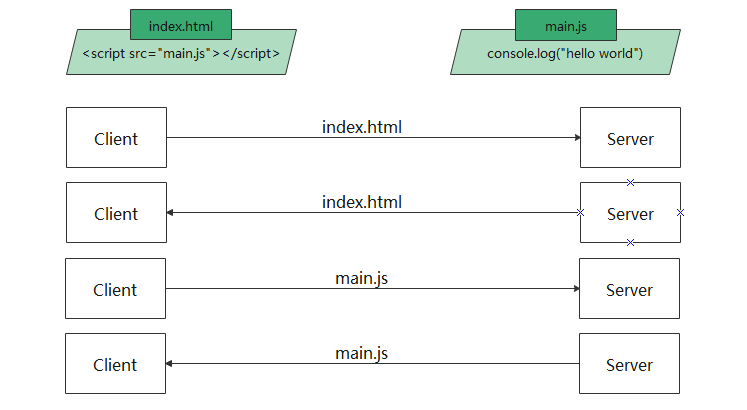 index.html
<script src="main.js"></script>
main.js
console.log("hello world")
Client
index.html
Server
Client
index.html
Server
Client
main.js
Server
Client
main.js
Server